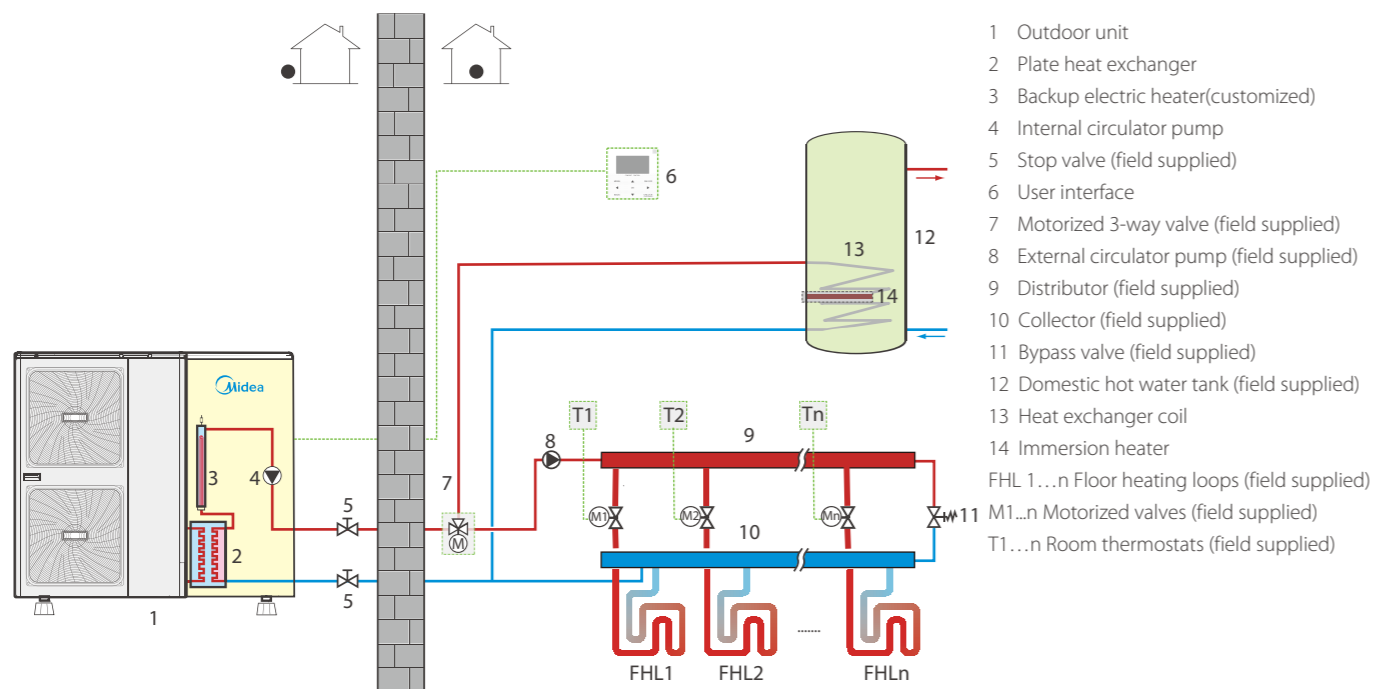 1 Outdoor unit
2 Plate heat exchanger
3 Backup electric heater(customized)
4 Internal circulator pump
5 Stop valve (field supplied)
6 User interface
7 Motorized 3-way valve (field supplied)
8 External circulator pump (field supplied)
9 Distributor (field supplied)
10 Collector (field supplied)
11 Bypass valve (field supplied)
12 Domestic hot water tank (field supplied)
13 Heat exchanger coil
14 Immersion heater
FHL 1...n Floor heating loops (field supplied)
M1...n Motorized valves (field supplied)
T1...n Room thermostats (field supplied)
6
13
12
14
Midea
T1
T2
Tn
8
9
3
4
7
5
M
M1
M2
Mn
11
10
2
5
1
.......
FHL1
FHL2
FHLn